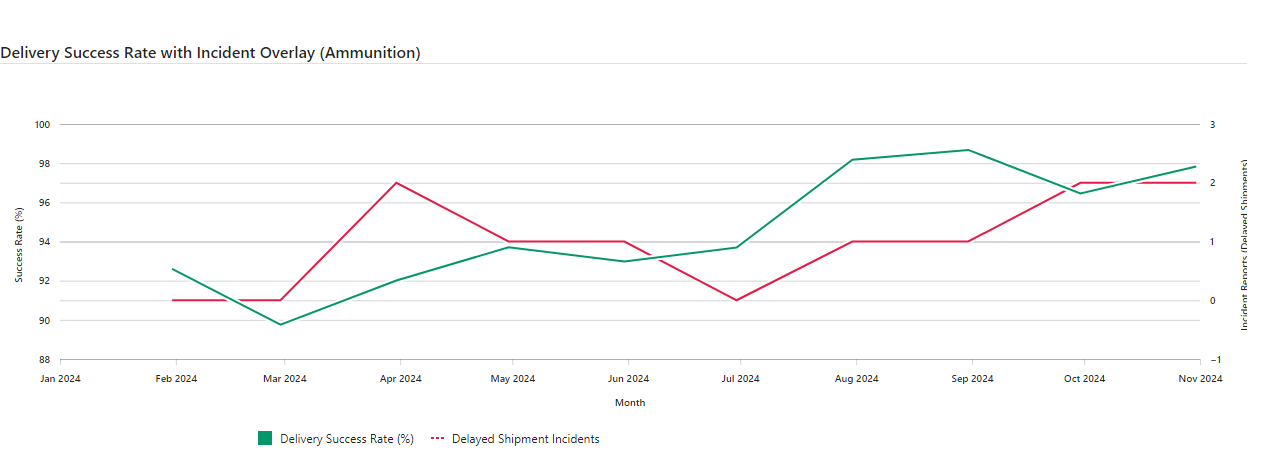 Delivery Success Rate with Incident Overlay (Ammunition)
100
98
96
94
92
90
88
Success Rate (%)
3
2
1
0
−1
Incident Reports (Delayed Shipments)
Jan 2024 Feb 2024 Mar 2024 Apr 2024 May 2024 Jun 2024 Jul 2024 Aug 2024 Sep 2024 Oct 2024 Nov 2024
Month
Delivery Success Rate (%) Delayed Shipment Incidents